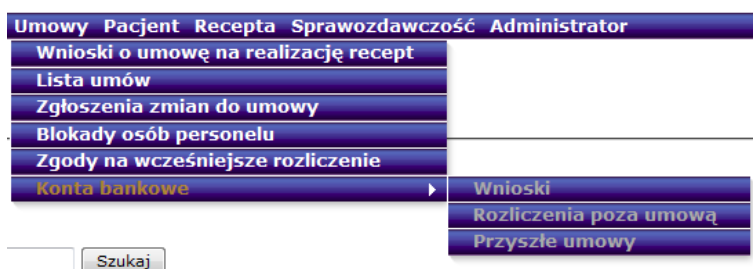 Umowy Pacjent Recepta Sprawozdawczość Administrator
Wnioski o umowę na realizację recept
Lista umów
Zgłoszenia zmian do umowy
Blokady osób personelu
Zgody na wcześniejsze rozliczenie
Konta bankowe
Wnioski
Rozliczenia poza umową
Przyszłe umowy
Szukaj